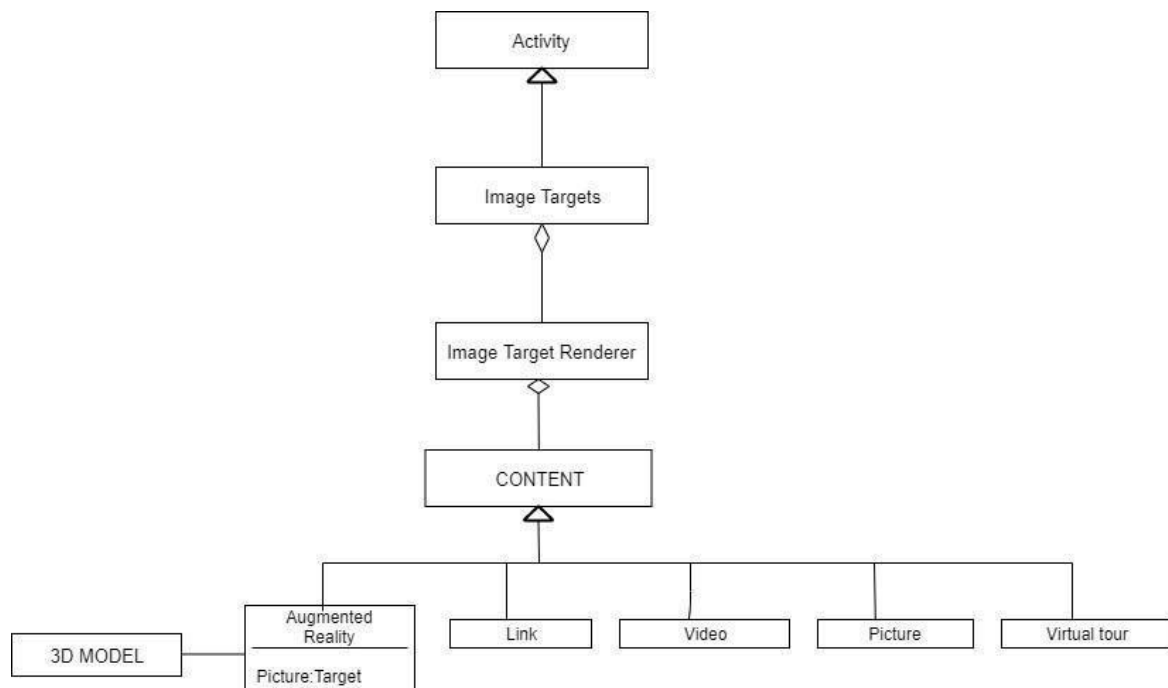 Activity
Image Targets
Image Target Renderer
CONTENT
Augmented
Reality
Picture:Target
3D MODEL
Link
Video
Picture
Virtual tour